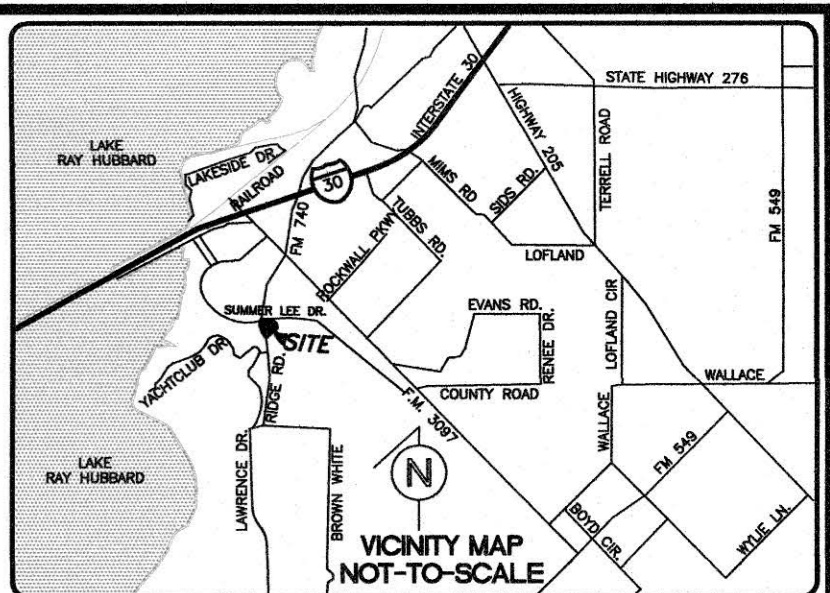 STATE HIGHWAY 276
INTERSTATE 30
HIGHWAY 205
LAKE
RAY HUBBARD
LAKESIDE DR.
RAILROAD
30
MIMS RD
SIDS RD.
TERRELL ROAD
FM 549
FM 740
ROCKWALL PKWY
TUBBS RD.
LOFLAND
SUMMER LEE DR.
SITE
EVANS RD.
RENEE DR.
LOFLAND CIR
YACHTCLUB DR.
RIDGE RD.
COUNTY ROAD
F.M. 3097
WALLACE
WALLACE
LAKE
RAY HUBBARD
LAWRENCE DR.
BROWN WHITE
N
FM 549
BOYD CIR.
WYLIE LN.
VICINITY MAP
NOT-TO-SCALE